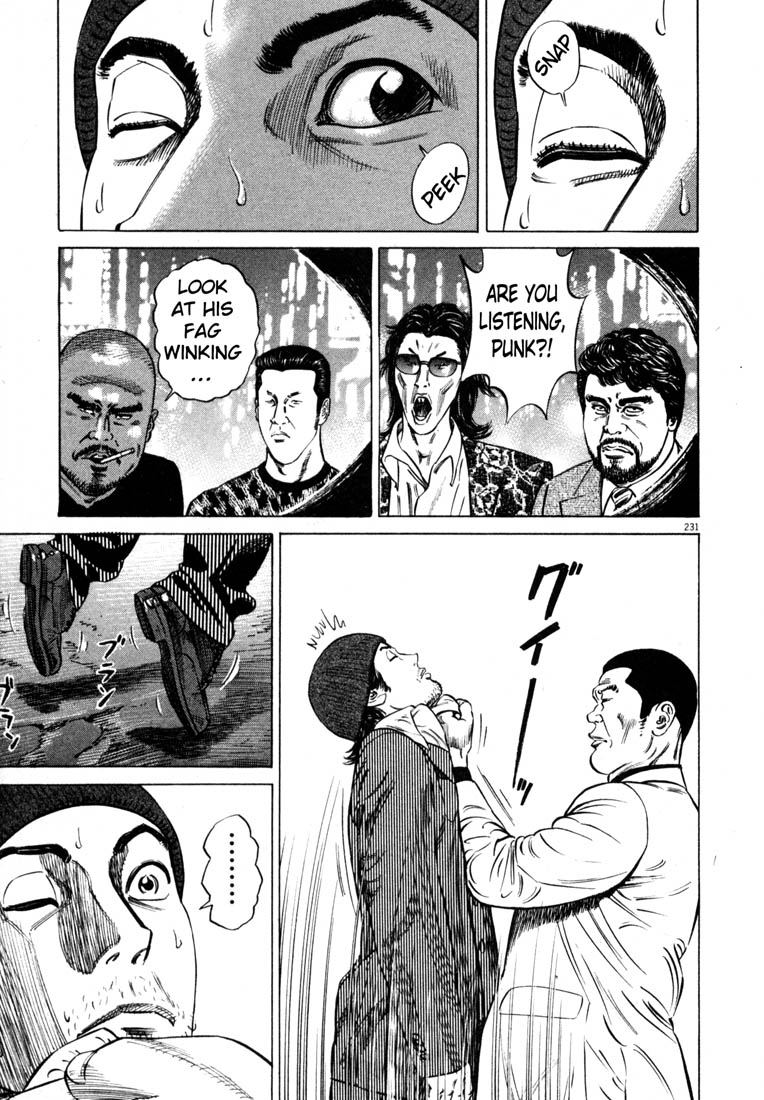 SNAP
PEEK
ARE YOU
LISTENING,
PUNK?!
LOOK
AT HIS
FAG
WINKING
...
231
グイーッ
ブラン
ブラン
......